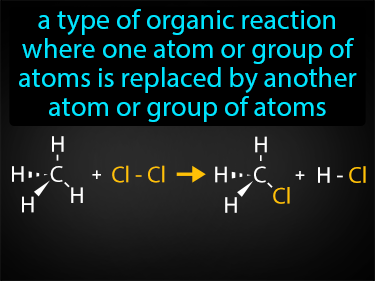 a type of organic reaction
where one atom or group of
atoms is replaced by another
atom or group of atoms
H H
H C + Cl - Cl → H C + H - Cl
H H H Cl